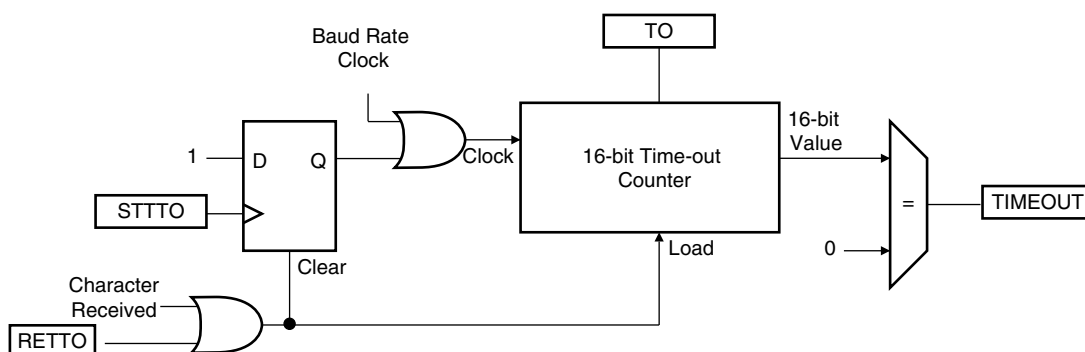 TO
Baud Rate
Clock
16-bit
Value
1
D
Q
Clock
16-bit Time-out
Counter
STTTO
=
TIMEOUT
Clear
Load
0
Character
Received
RETTO